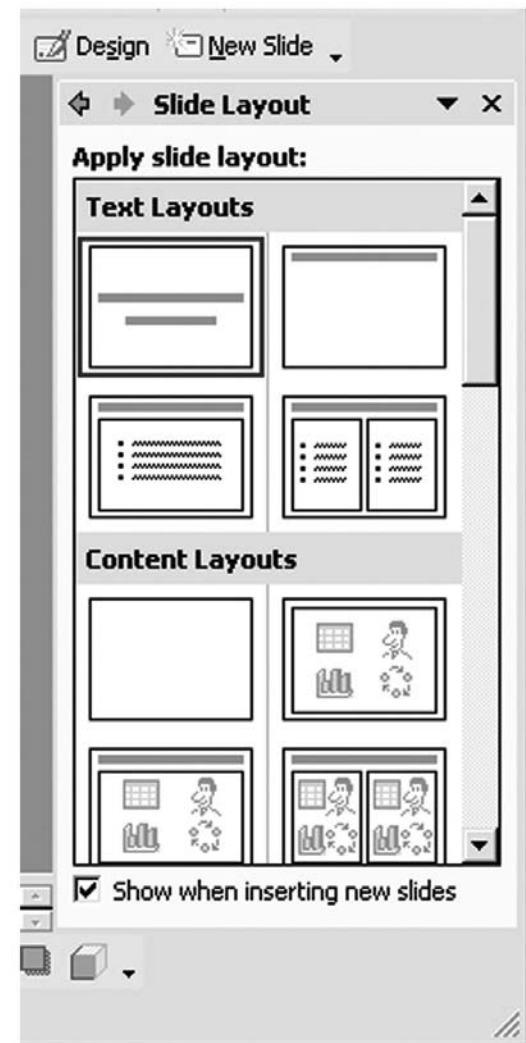 Design New Slide
Slide Layout
Apply slide layout:
Text Layouts
Content Layouts
Show when inserting new slides